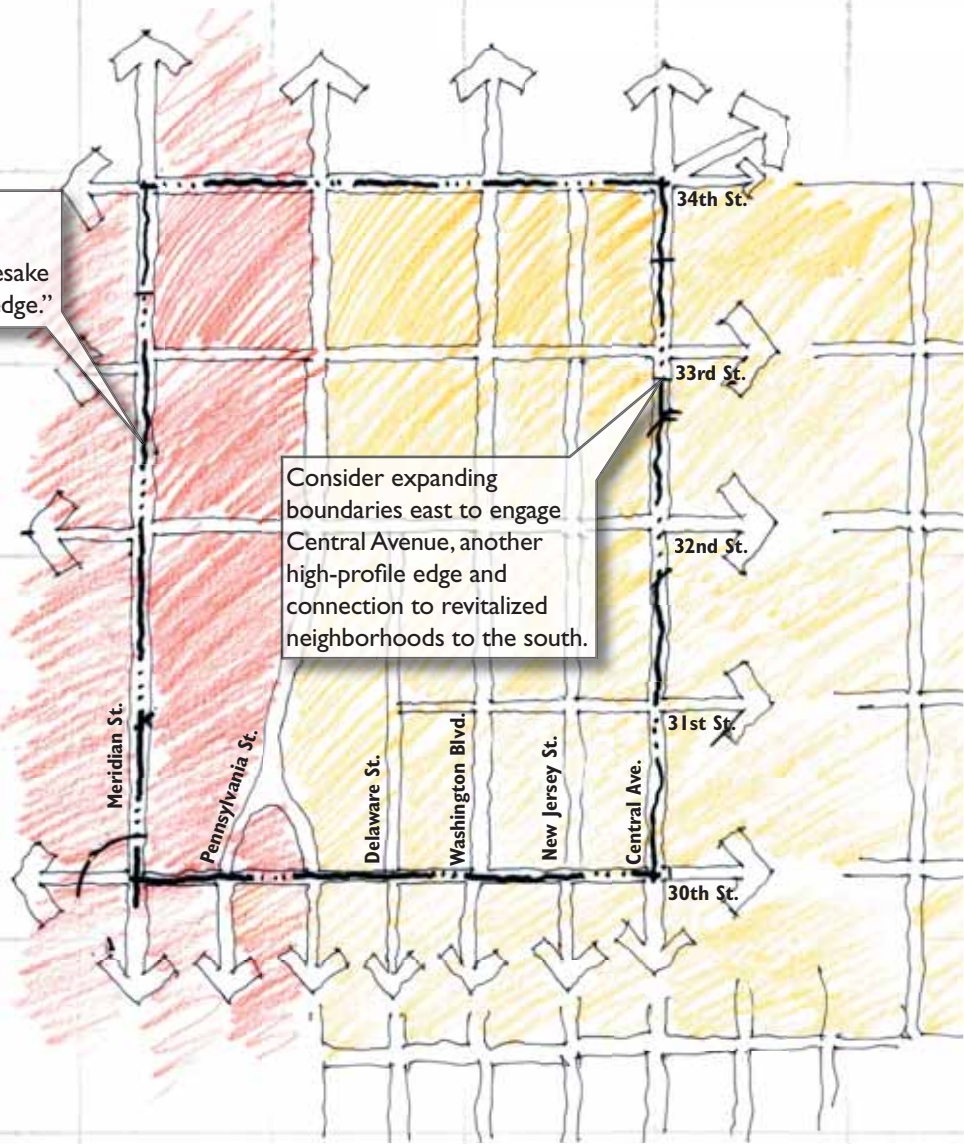 34th St.
esake
dge.”
33rd St.
Consider expanding
boundaries east to engage
Central Avenue, another
high-profile edge and
connection to revitalized
neighborhoods to the south.
32nd St.
31st St.
Meridian St.
Pennsylvania St.
Delaware St.
Washington Blvd.
New Jersey St.
Central Ave.
30th St.